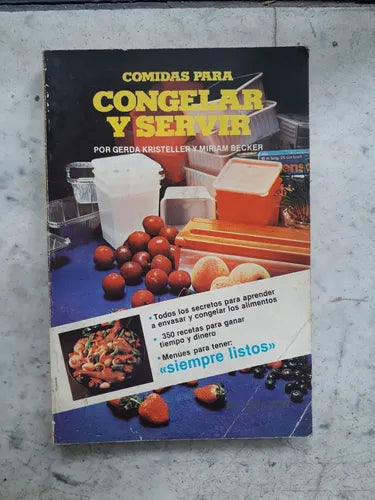 COMIDAS PARA
CONGELAR
Y SERVIR
POR GERDA KRISTELLER Y MIRIAM BECKER
• Todos los secretos para aprender
a envasar y congelar los alimentos
• 350 recetas para ganar
tiempo y dinero
• Menúes para tener:
«siempre listos»